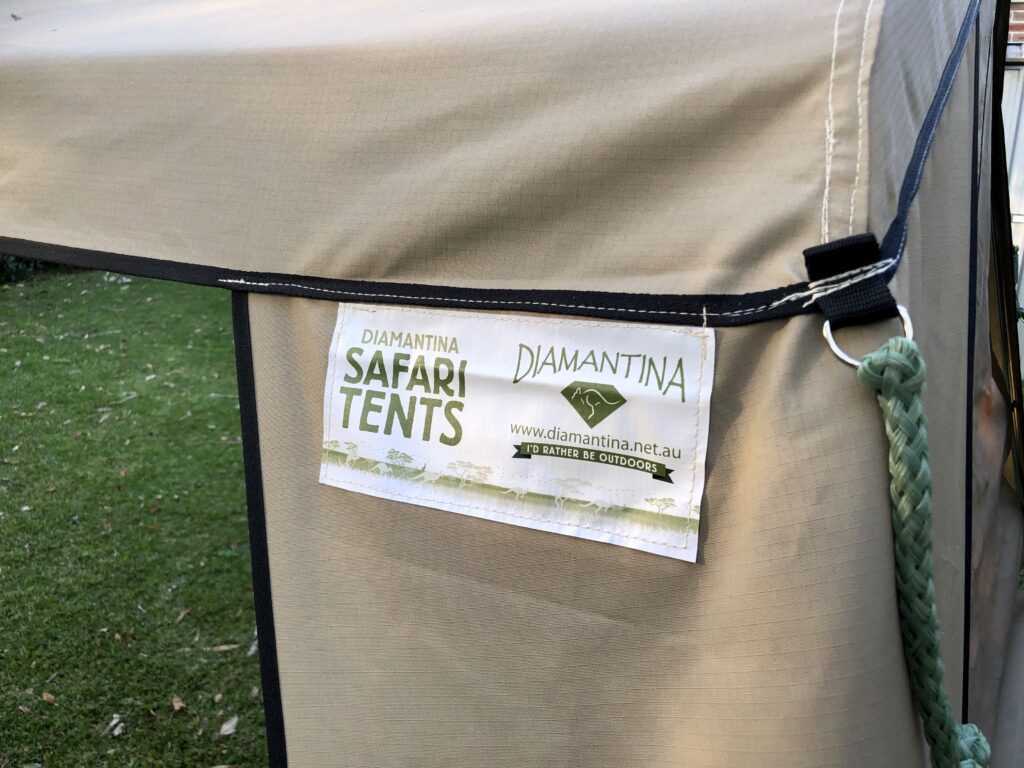 DIAMANTINA
SAFARI
TENTS
DIAMANTINA
www.diamantina.net.au
I'D RATHER BE OUTDOORS